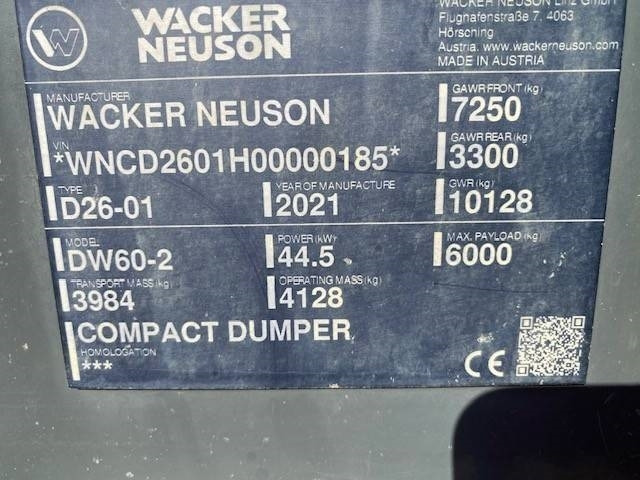 W
WACKER
NEUSON
WACKER NEUSON Linz GmbH
Flughafenstraße 7, 4063
Hörsching
Austria. www.wackerneuson.com
MADE IN AUSTRIA
MANUFACTURER
WACKER NEUSON
GAWR FRONT (kg)
7250
VIN
*WNCD2601H00000185*
GAWR REAR (kg)
3300
TYPE
D26-01
YEAR OF MANUFACTURE
2021
GWR (kg)
10128
MODEL
DW60-2
POWER (kW)
44.5
MAX. PAYLOAD (kg)
6000
TRANSPORT MASS (kg)
3984
OPERATING MASS (kg)
4128
COMPACT DUMPER
HOMOLOGATION
***
CE